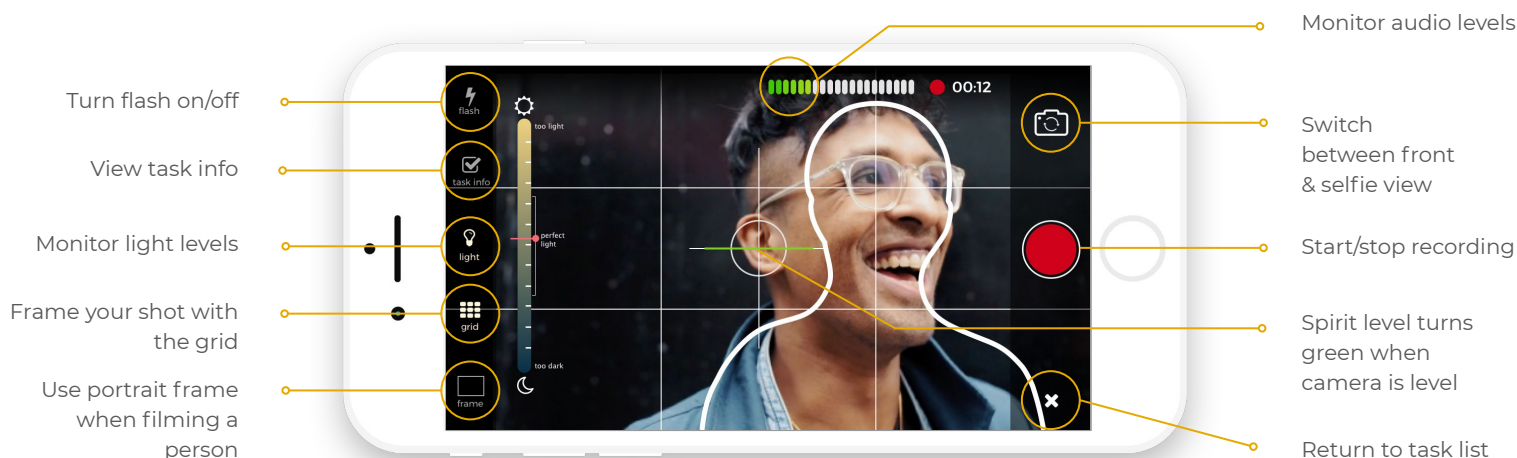 Turn flash on/off
View task info
Monitor light levels
Frame your shot with
the grid
Use portrait frame
when filming a
person
flash
task info
light
grid
frame
too light
perfect
light
too dark
00:12
Monitor audio levels
Switch
between front
& selfie view
Start/stop recording
Spirit level turns
green when
camera is level
Return to task list